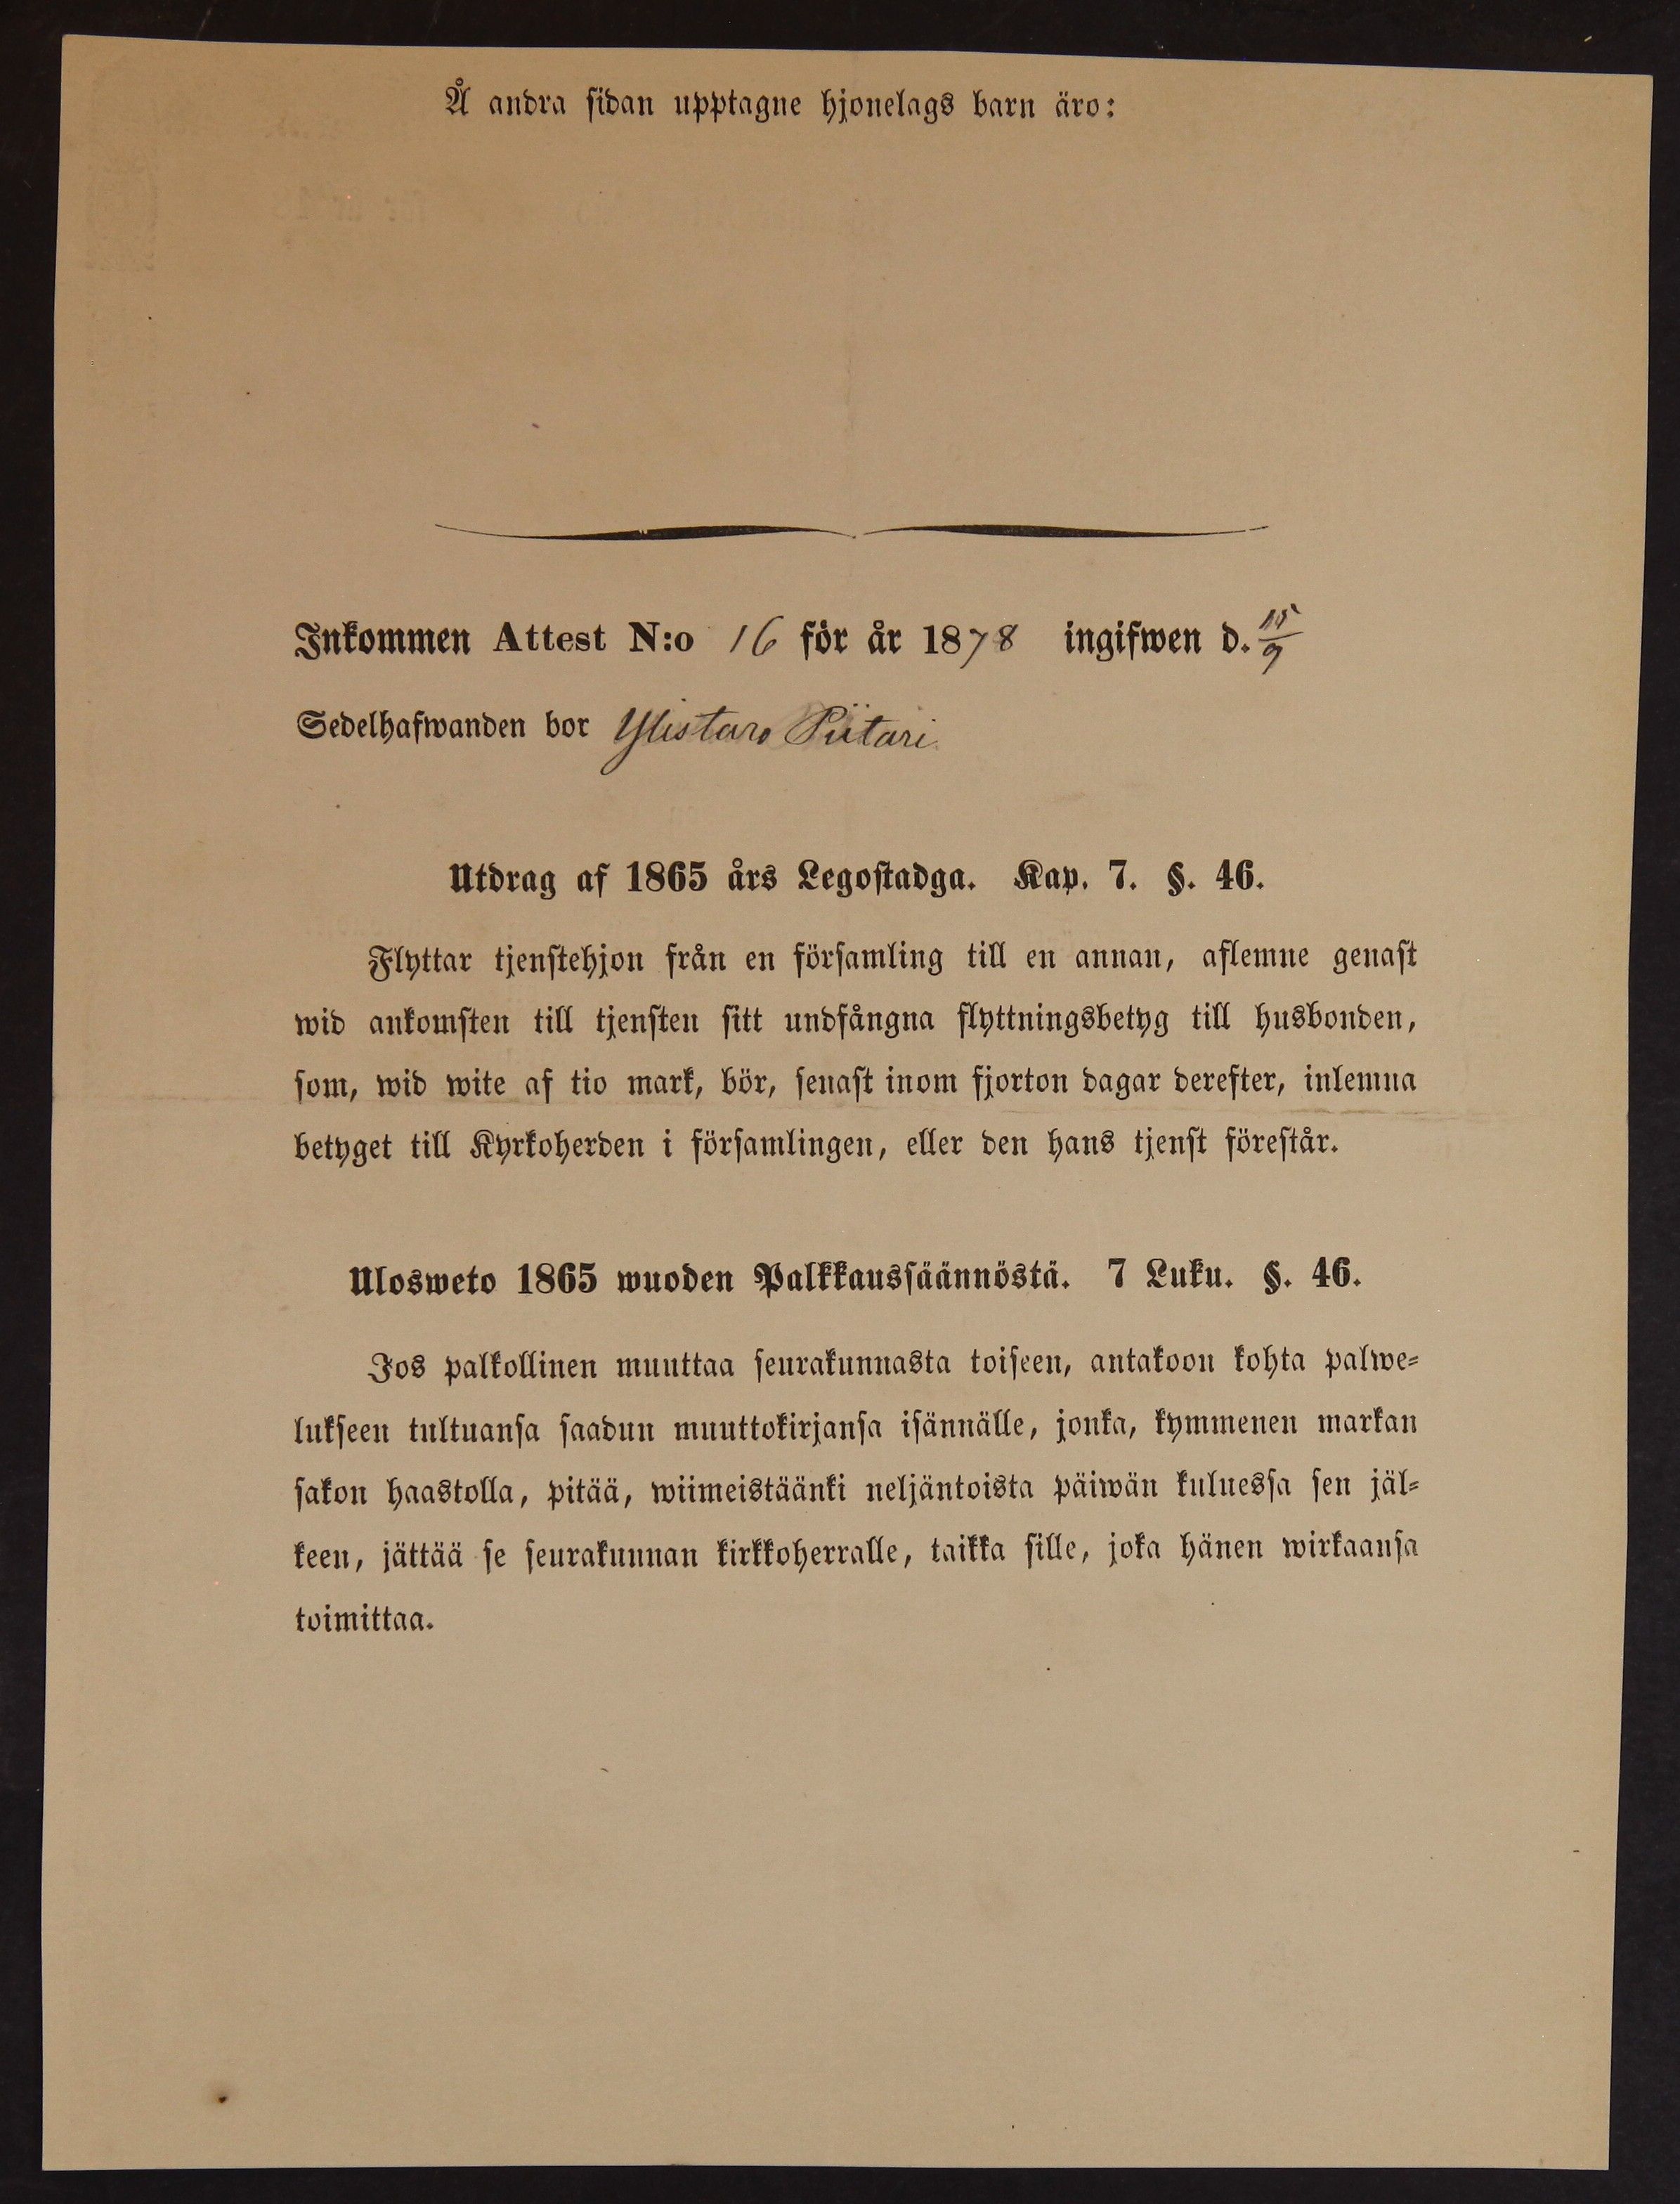 Å andra sidan upptagne hjonelags barn äro:
Inkommen Attest N:o 16 för år 1878 ingifwen d. 15/9
Sedelhafwanden bor Ylistaro Piitari
Utdrag af 1865 års Legostadga. Kap. 7. §. 46.
Flyttar tjenstehjon från en församling till en annan, aflemne genast
wid ankomsten till tjensten sitt undfångna flyttningsbetyg till husbonden,
som, wid wite af tio mark, bör, senast inom fjorton dagar derefter, inlemna
betyget till Kyrkoherden i församlingen, eller den hans tjenst förestår.
Ulosweto 1865 wuoden Palkkaussäännöstä. 7 Luku. §. 46.
Jos palkollinen muuttaa seurakunnasta toiseen, antakoon kohta palwe-
lukseen tultuansa saadun muuttokirjansa isännälle, jonka, kymmenen markan
sakon haastolla, pitää, wiimeistäänki neljäntoista päiwän kuluessa sen jäl-
keen, jättää se seurakunnan kirkkoherralle, taikka sille, joka hänen wirkaansa
toimittaa.